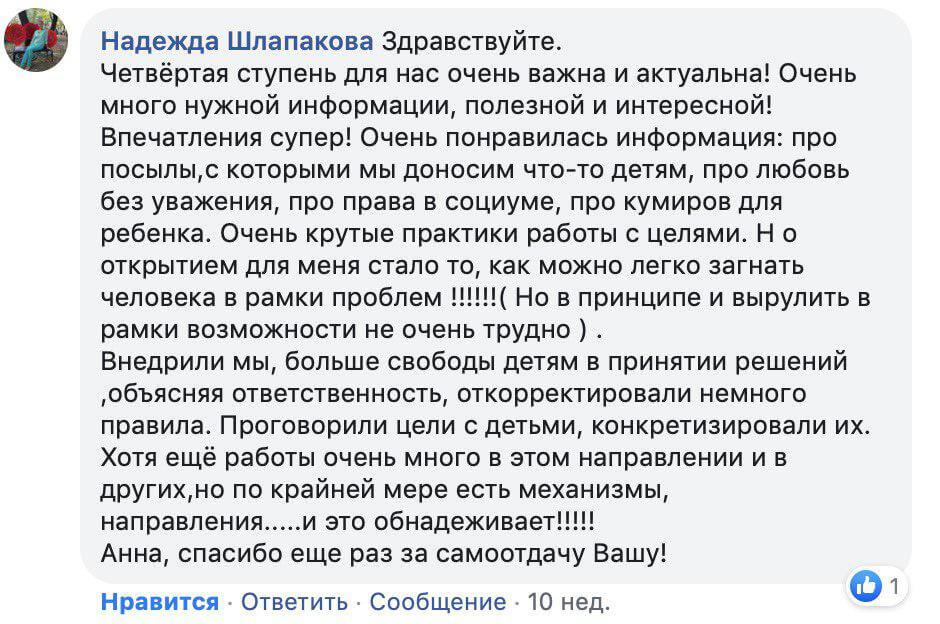 Надежда Шлапакова Здравствуйте.
Четвёртая ступень для нас очень важна и актуальна! Очень
много нужной информации, полезной и интересной!
Впечатления супер! Очень понравилась информация: про
посылы,с которыми мы доносим что-то детям, про любовь
без уважения, про права в социуме, про кумиров для
ребенка. Очень крутые практики работы с целями. Н о
открытием для меня стало то, как можно легко загнать
человека в рамки проблем !!!!!!( Но в принципе и вырулить в
рамки возможности не очень трудно ) .
Внедрили мы, больше свободы детям в принятии решений
,объясняя ответственность, откорректировали немного
правила. Проговорили цели с детьми, конкретизировали их.
Хотя ещё работы очень много в этом направлении и в
других,но по крайней мере есть механизмы,
направления.....и это обнадеживает!!!!!
Анна, спасибо еще раз за самоотдачу Вашу!
1
Нравится · Ответить · Сообщение · 10 нед.